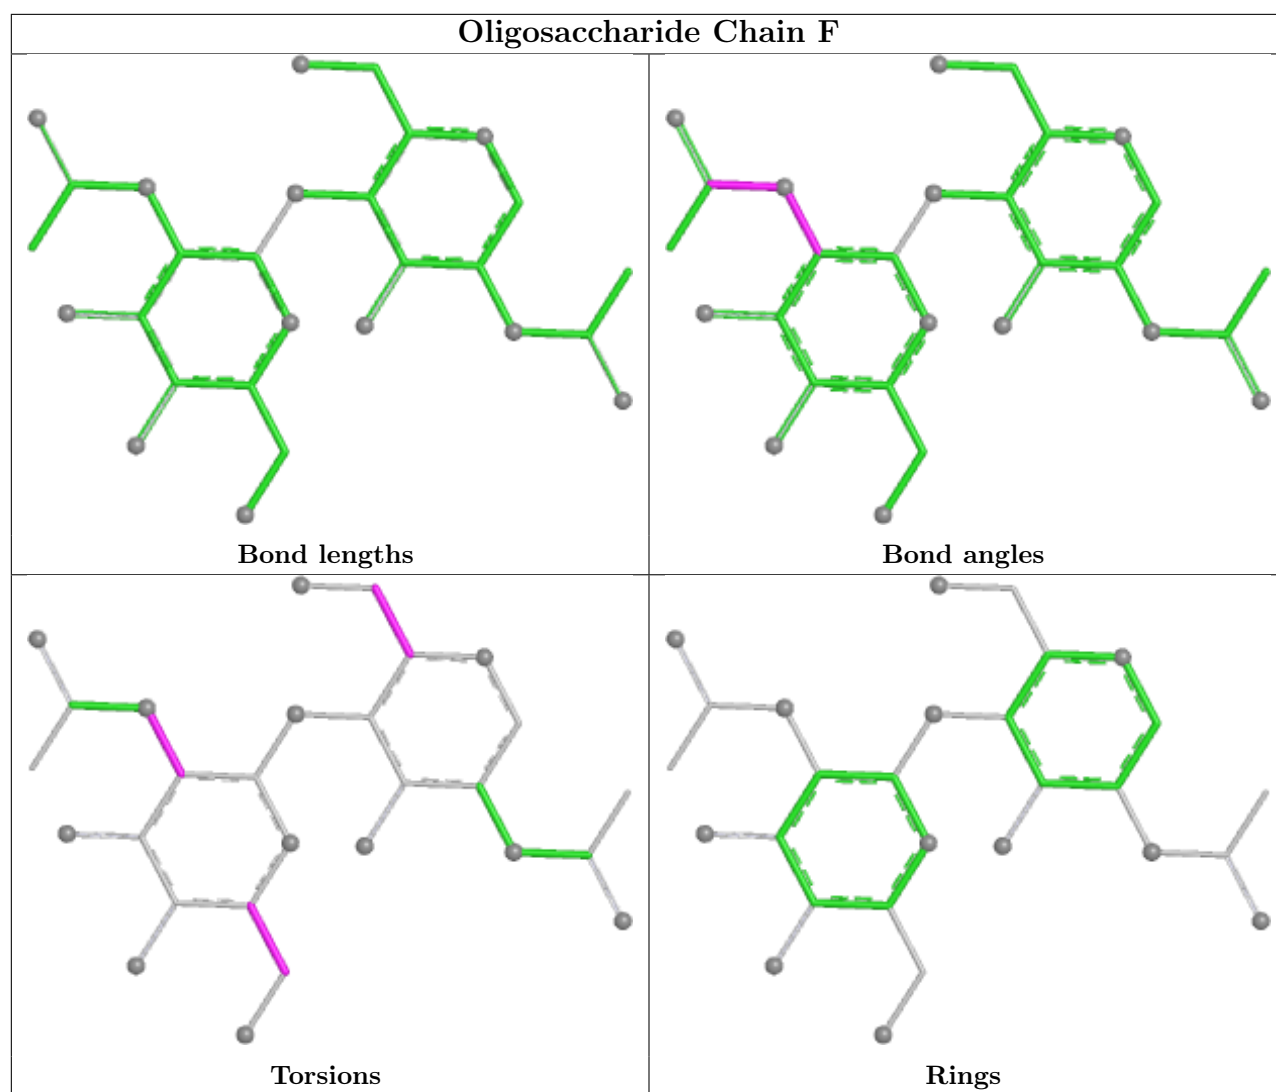 Oligosaccharide Chain F
Bond lengths
Bond angles
Torsions
Rings